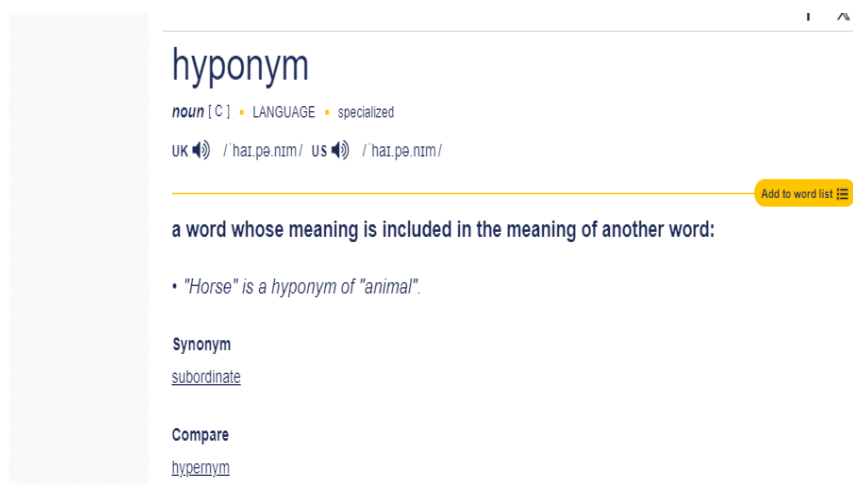 hyponym
noun [ C ] • LANGUAGE • specialized
UK /ˈhaɪ.pə.nɪm/ US /ˈhaɪ.pə.nɪm/
Add to word list
a word whose meaning is included in the meaning of another word:
• "Horse" is a hyponym of "animal".
Synonym
subordinate
Compare
hypernym